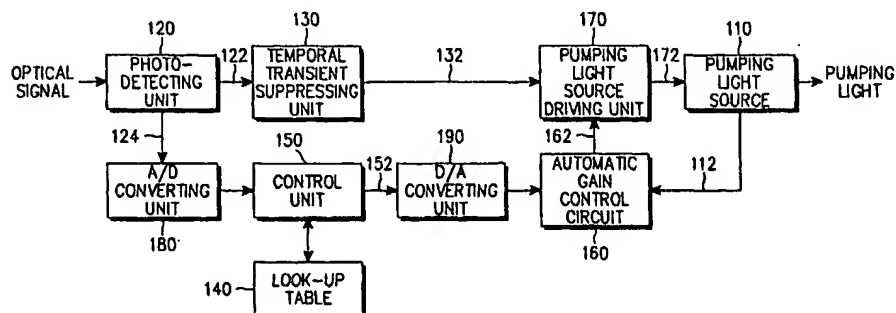 120
130
170
110
OPTICAL
SIGNAL
PHOTO-
DETECTING
UNIT
122
TEMPORAL
TRANSIENT
SUPPRESSING
UNIT
132
PUMPING
LIGHT
SOURCE
DRIVING UNIT
172
PUMPING
LIGHT
SOURCE
PUMPING
LIGHT
124
150
190
162
112
A/D
CONVERTING
UNIT
CONTROL
UNIT
152
D/A
CONVERTING
UNIT
AUTOMATIC
GAIN
CONTROL
CIRCUIT
180
160
140
LOOK-UP
TABLE